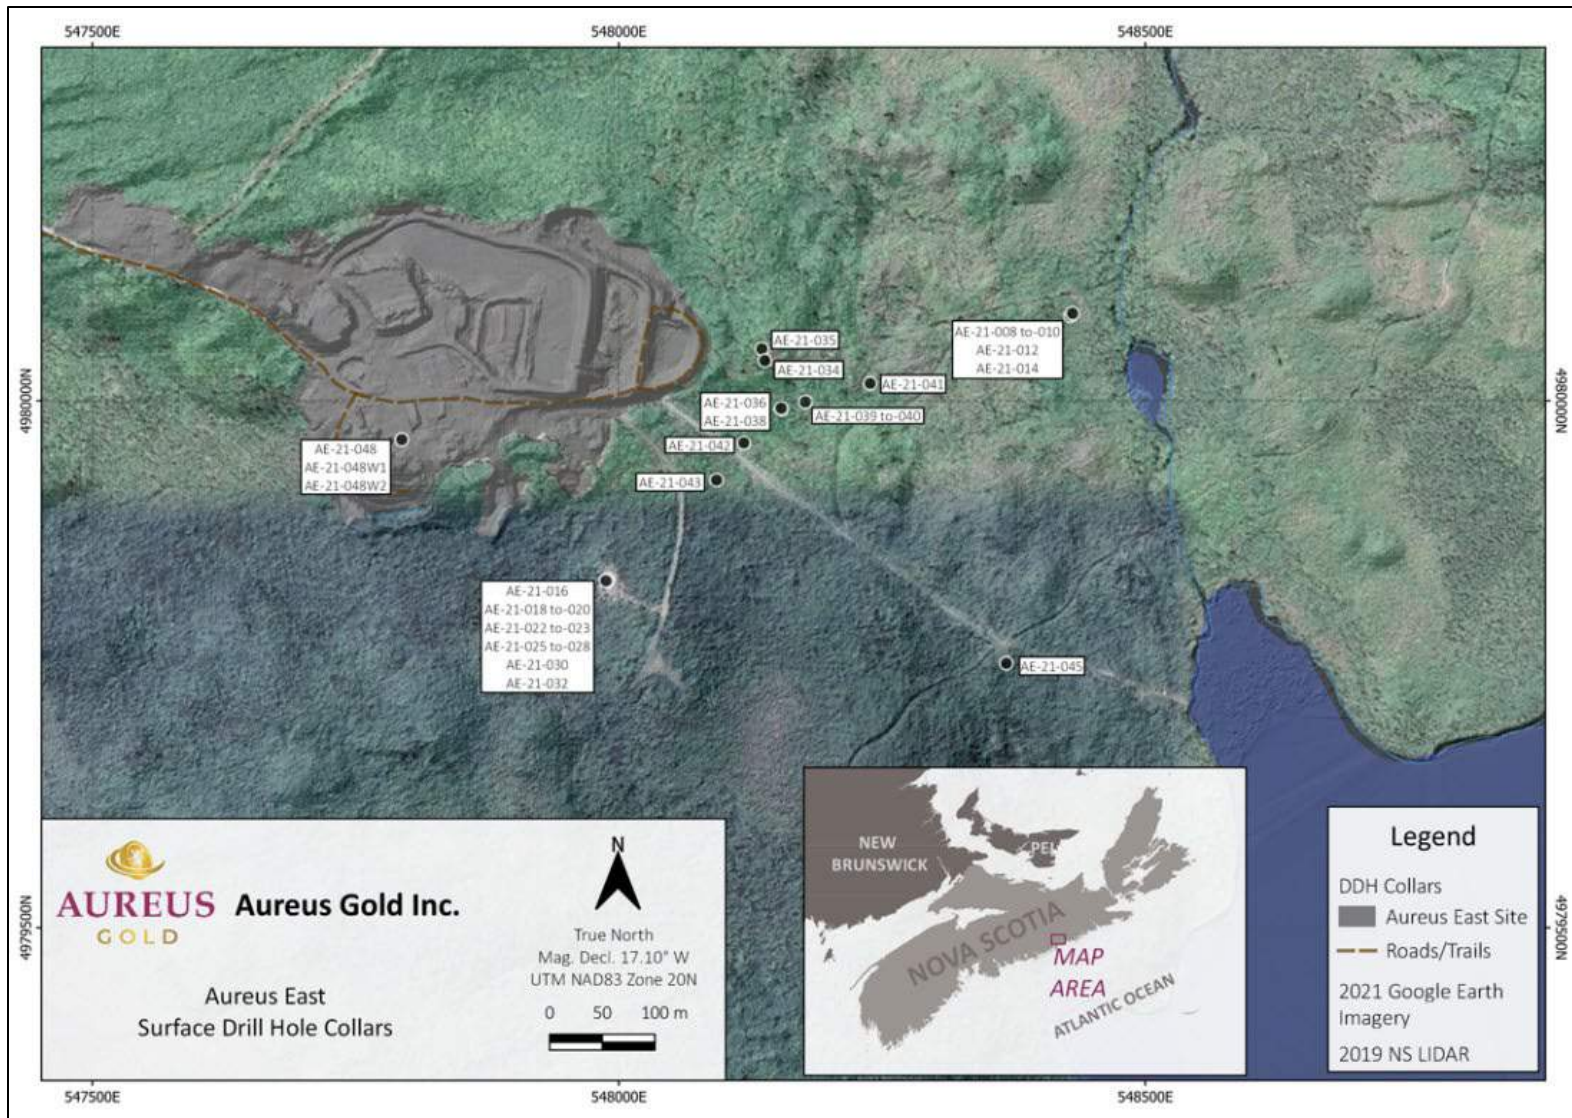 547500E
548000E
548500E
4980000N
4980000N
AE-21-035
AE-21-034
AE-21-008 to-010
AE-21-012
AE-21-014
AE-21-041
AE-21-036
AE-21-038
AE-21-039 to-040
AE-21-042
AE-21-043
AE-21-048
AE-21-048W1
AE-21-048W2
AE-21-016
AE-21-018 to-020
AE-21-022 to-023
AE-21-025 to-028
AE-21-030
AE-21-032
AE-21-045
AUREUS
GOLD
Aureus Gold Inc.
Aureus East
Surface Drill Hole Collars
N
True North
Mag. Decl. 17.10° W
UTM NAD83 Zone 20N
0 50 100 m
NEW
BRUNSWICK
PEI
NOVA SCOTIA
MAP
AREA
ATLANTIC OCEAN
Legend
DDH Collars
Aureus East Site
Roads/Trails
2021 Google Earth
Imagery
2019 NS LIDAR
4979500N
4979500N
547500E
548000E
548500E